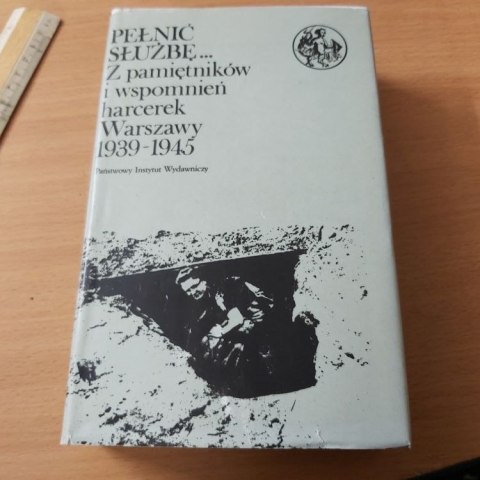 PEŁNIĆ
SŁUŻBĘ...
Z pamiętników
i wspomnień
harcerek
Warszawy
1939-1945
Państwowy Instytut Wydawniczy